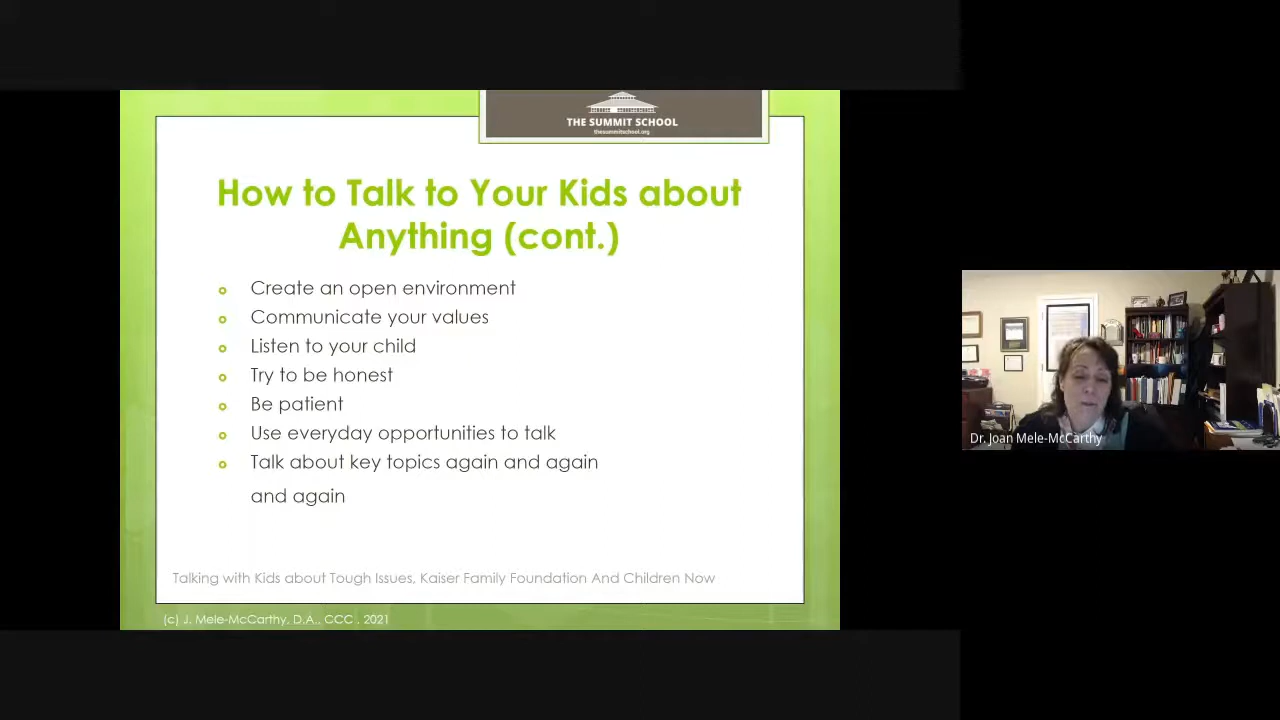 THE SUMMIT SCHOOL
thesummitschool.org
How to Talk to Your Kids about
Anything (cont.)
Create an open environment
Communicate your values
Listen to your child
Try to be honest
Be patient
Use everyday opportunities to talk
Talk about key topics again and again
and again
Talking with Kids about Tough Issues, Kaiser Family Foundation And Children Now
(c) J. Mele-McCarthy, D.A., CCC . 2021
Dr. Joan Mele-McCarthy